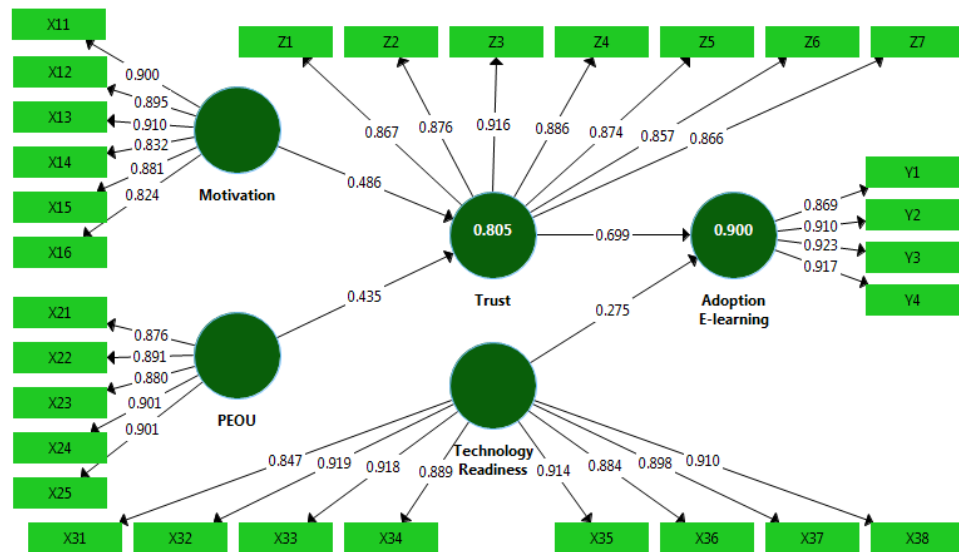 X11
X12
X13
X14
X15
X16
0.900
0.895
0.910
0.832
0.881
0.824
Motivation
Z1
Z2
Z3
Z4
Z5
Z6
Z7
0.867
0.876
0.916
0.886
0.874
0.857
0.866
0.486
0.805
Trust
0.699
0.900
Adoption
E-learning
0.869
0.910
0.923
0.917
Y1
Y2
Y3
Y4
0.435
0.275
X21
X22
X23
X24
X25
0.876
0.891
0.880
0.901
0.901
PEOU
Technology
Readiness
0.847
0.919
0.918
0.889
0.914
0.884
0.898
0.910
X31
X32
X33
X34
X35
X36
X37
X38